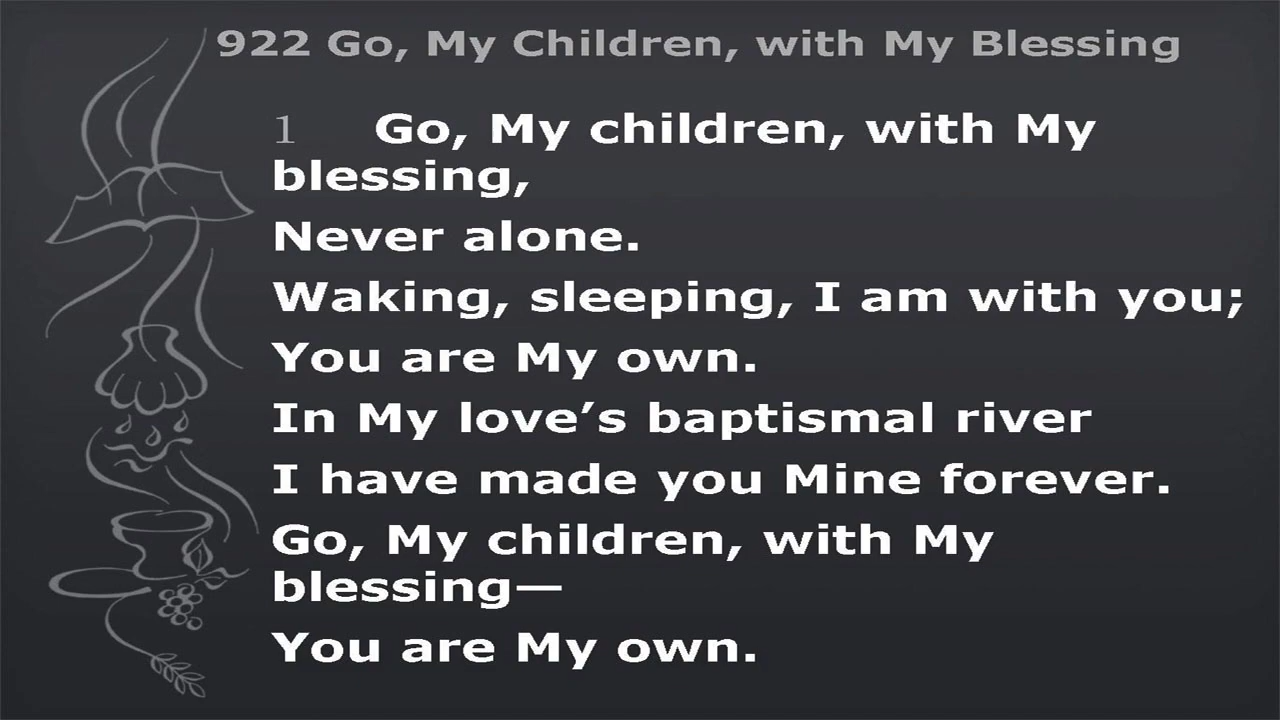 922 Go, My Children, with My Blessing
1 Go, My children, with My
blessing,
Never alone.
Waking, sleeping, I am with you;
You are My own.
In My love’s baptismal river
I have made you Mine forever.
Go, My children, with My
blessing—
You are My own.